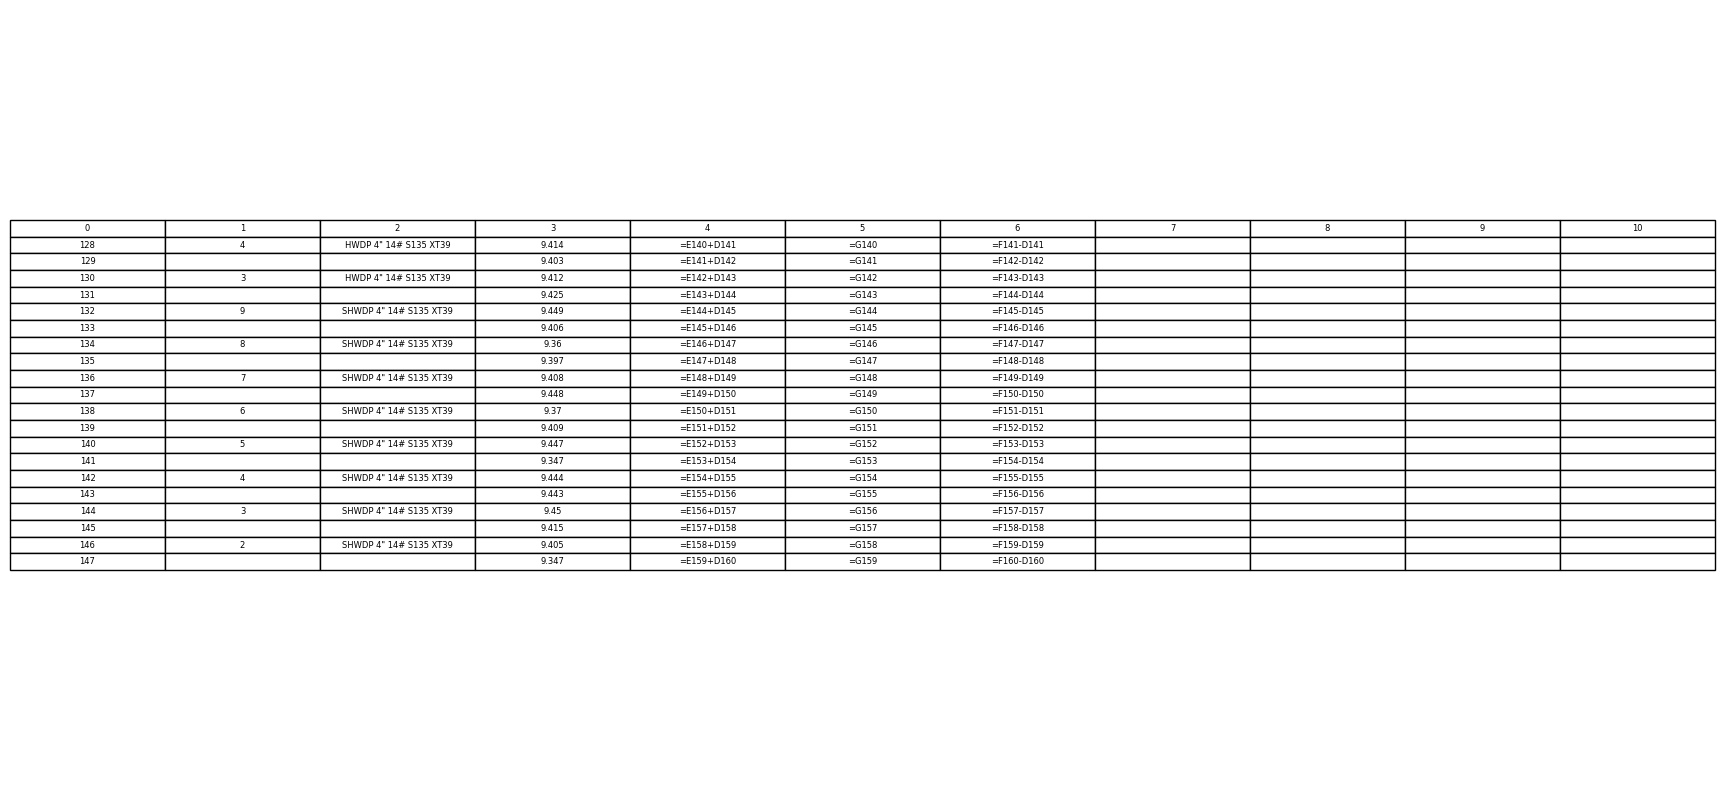 0 1 2 3 4 5 6 7 8 9 10
128 4 HWDP 4" 14# S135 XT39 9.414 =E140+D141 =G140 =F141-D141
129 9.403 =E141+D142 =G141 =F142-D142
130 3 HWDP 4" 14# S135 XT39 9.412 =E142+D143 =G142 =F143-D143
131 9.425 =E143+D144 =G143 =F144-D144
132 9 SHWDP 4" 14# S135 XT39 9.449 =E144+D145 =G144 =F145-D145
133 9.406 =E145+D146 =G145 =F146-D146
134 8 SHWDP 4" 14# S135 XT39 9.36 =E146+D147 =G146 =F147-D147
135 9.397 =E147+D148 =G147 =F148-D148
136 7 SHWDP 4" 14# S135 XT39 9.408 =E148+D149 =G148 =F149-D149
137 9.448 =E149+D150 =G149 =F150-D150
138 6 SHWDP 4" 14# S135 XT39 9.37 =E150+D151 =G150 =F151-D151
139 9.409 =E151+D152 =G151 =F152-D152
140 5 SHWDP 4" 14# S135 XT39 9.447 =E152+D153 =G152 =F153-D153
141 9.347 =E153+D154 =G153 =F154-D154
142 4 SHWDP 4" 14# S135 XT39 9.444 =E154+D155 =G154 =F155-D155
143 9.443 =E155+D156 =G155 =F156-D156
144 3 SHWDP 4" 14# S135 XT39 9.45 =E156+D157 =G156 =F157-D157
145 9.415 =E157+D158 =G157 =F158-D158
146 2 SHWDP 4" 14# S135 XT39 9.405 =E158+D159 =G158 =F159-D159
147 9.347 =E159+D160 =G159 =F160-D160